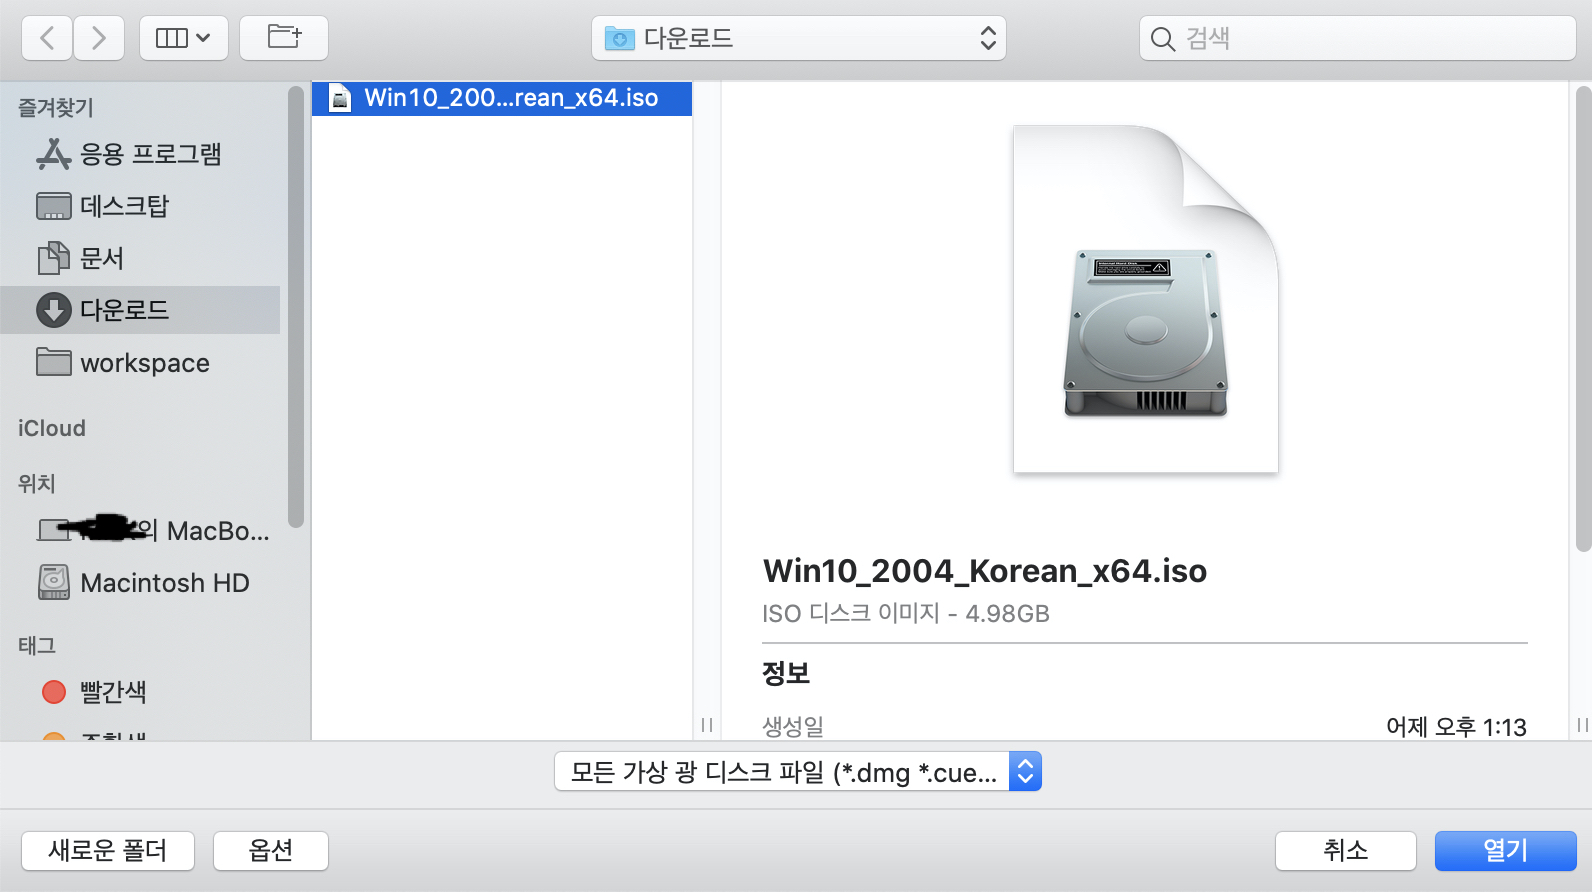 다운로드
검색
즐겨찾기
응용 프로그램
데스크탑
문서
다운로드
workspace
iCloud
위치
의 MacBo...
Macintosh HD
태그
빨간색
Win10_200...rean_x64.iso
Win10_2004_Korean_x64.iso
ISO 디스크 이미지 - 4.98GB
정보
생성일
어제 오후 1:13
모든 가상 광 디스크 파일 (*.dmg *.cue...
새로운 폴더
옵션
취소
열기